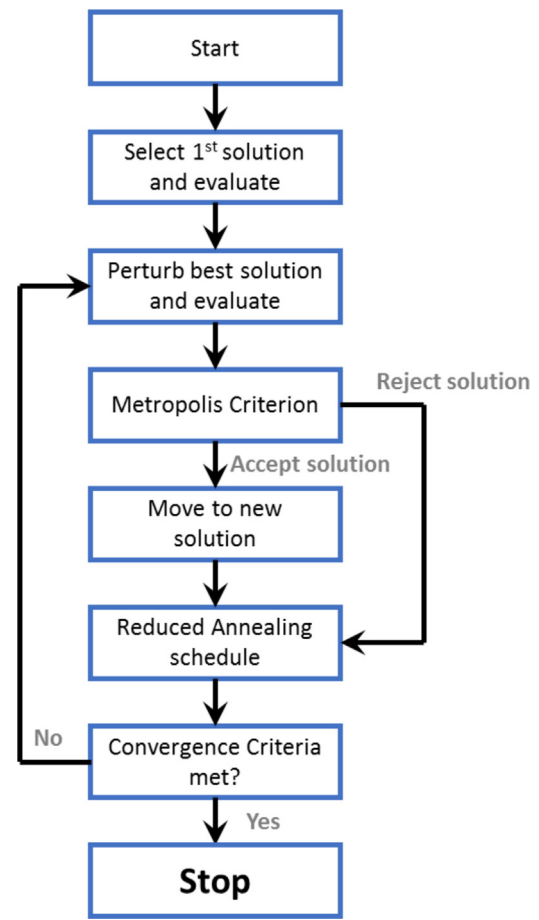 Start
Select 1st solution
and evaluate
Perturb best solution
and evaluate
Metropolis Criterion
Reject solution
Accept solution
Move to new
solution
Reduced Annealing
schedule
No
Convergence Criteria
met?
Yes
Stop